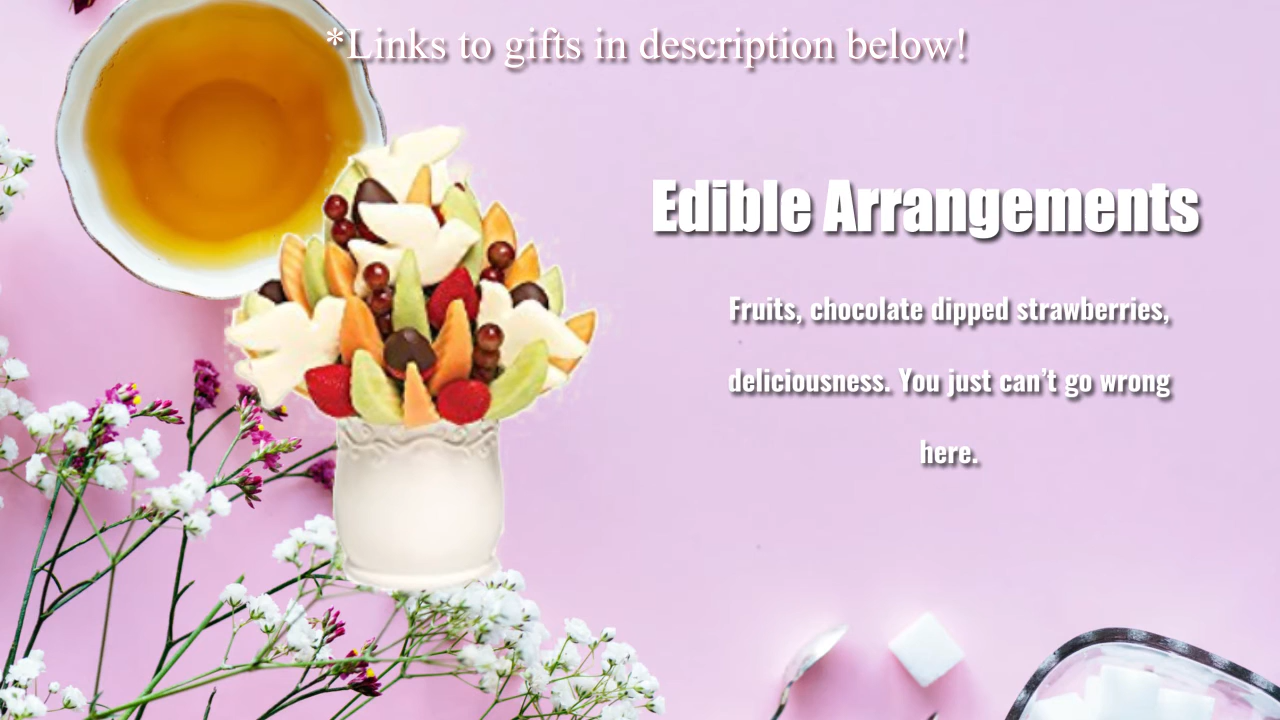 *Links to gifts in description below!
Edible Arrangements
Fruits, chocolate dipped strawberries,
deliciousness. You just can’t go wrong
here.